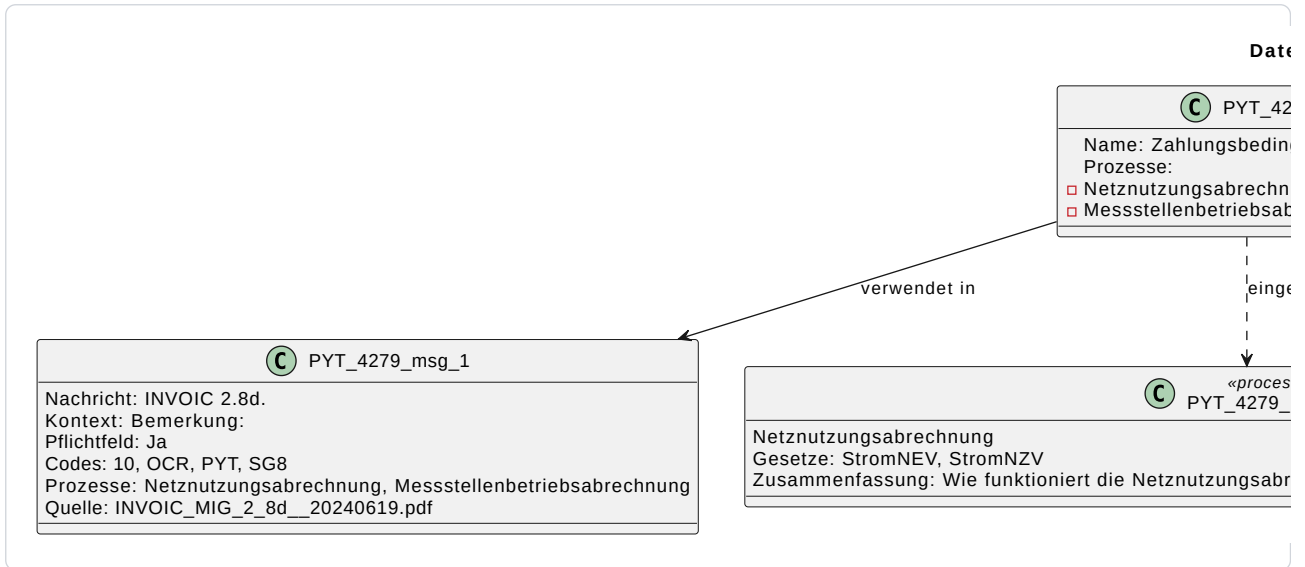 Date
C PYT_42
Name: Zahlungsbeding
Prozesse:
Netznutzungsabrechn
Messstellenbetriebsab
verwendet in
einge
C PYT_4279_msg_1
Nachricht: INVOIC 2.8d.
Kontext: Bemerkung:
Pflichtfeld: Ja
Codes: 10, OCR, PYT, SG8
Prozesse: Netznutzungsabrechnung, Messstellenbetriebsabrechnung
Quelle: INVOIC_MIG_2_8d__20240619.pdf
C «proces
PYT_4279_
Netznutzungsabrechnung
Gesetze: StromNEV, StromNZV
Zusammenfassung: Wie funktioniert die Netznutzungsabr